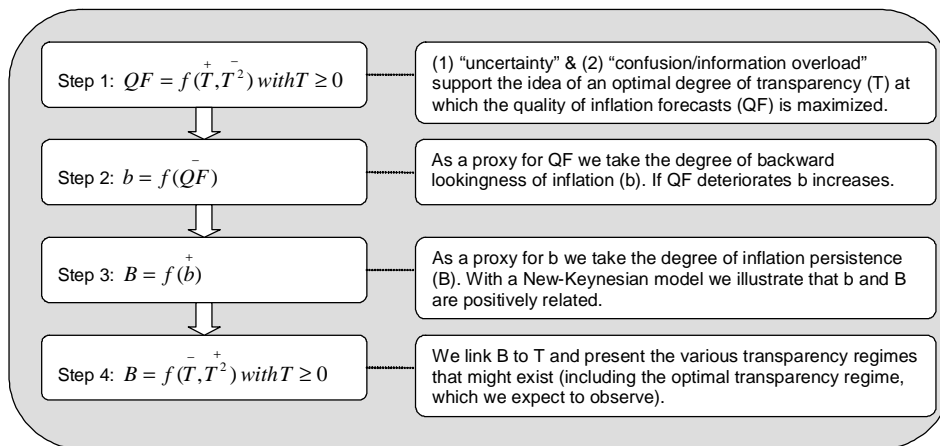 Step 1: QF = f(T⁺, T²⁻) withT ≥ 0
(1) “uncertainty” & (2) “confusion/information overload”
support the idea of an optimal degree of transparency (T) at
which the quality of inflation forecasts (QF) is maximized.
Step 2: b = f(QF⁻)
As a proxy for QF we take the degree of backward
lookingness of inflation (b). If QF deteriorates b increases.
Step 3: B = f(b⁺)
As a proxy for b we take the degree of inflation persistence
(B). With a New-Keynesian model we illustrate that b and B
are positively related.
Step 4: B = f(T⁻, T²⁺) withT ≥ 0
We link B to T and present the various transparency regimes
that might exist (including the optimal transparency regime,
which we expect to observe).